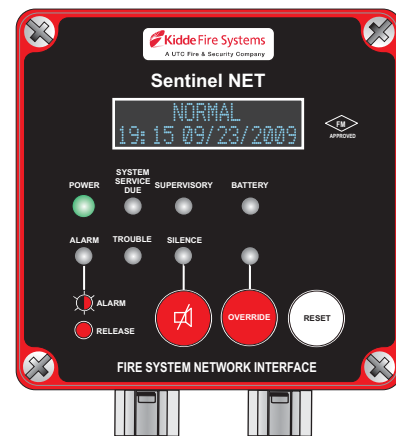 Kidde Fire Systems
A UTC Fire & Security Company
Sentinel NET
NORMAL
19:15 09/23/2009
FM
APPROVED
POWER
SYSTEM
SERVICE
DUE
SUPERVISORY
BATTERY
ALARM
TROUBLE
SILENCE
ALARM
RELEASE
OVERRIDE
RESET
FIRE SYSTEM NETWORK INTERFACE